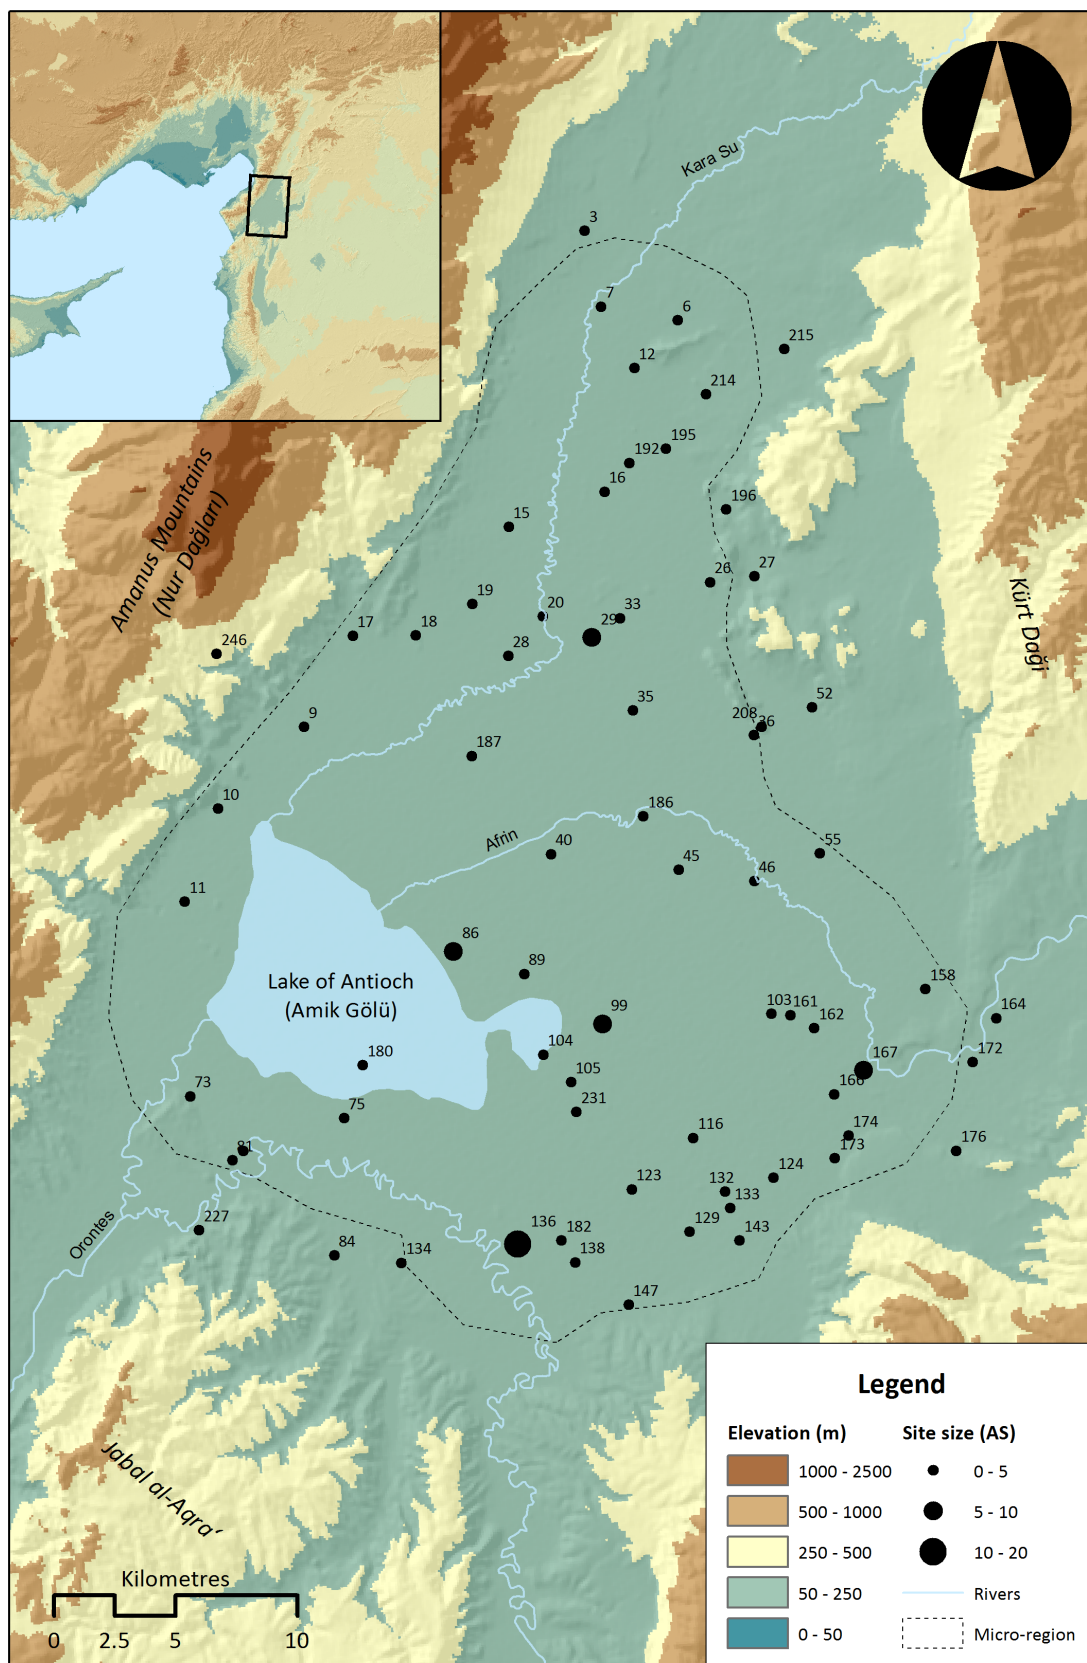 Kara Su
3
7
6
215
12
214
195
192
16
15
196
27
26
19
20
33
29
17
18
28
246
Amanus Mountains
(Nur Dağları)
Kürt Daği
35
52
208
36
9
187
10
186
Afrin
40
45
55
46
11
86
89
Lake of Antioch
(Amik Gölü)
99
103
161
162
158
164
104
180
105
167
172
166
73
75
231
116
174
173
176
81
124
123
132
133
227
Orontes
84
134
136
182
138
129
143
147
Jabal al-Aqra‘
Kilometres
0 2.5 5 10
Legend
Elevation (m)
1000 - 2500
500 - 1000
250 - 500
50 - 250
0 - 50
Site size (AS)
0 - 5
5 - 10
10 - 20
Rivers
Micro-region